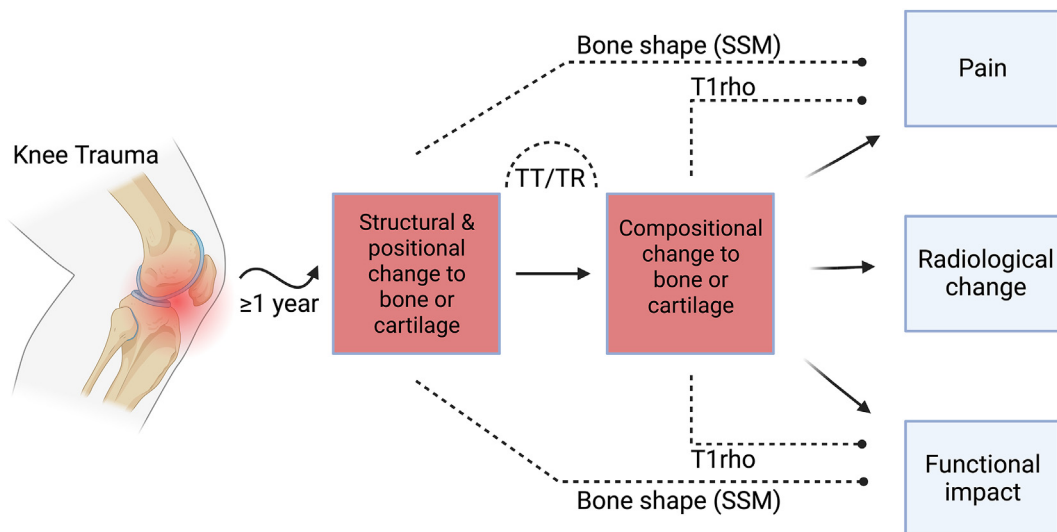 Bone shape (SSM)
T1rho
Pain
Knee Trauma
≥1 year
TT/TR
Structural &
positional
change to
bone or
cartilage
Compositional
change to
bone or
cartilage
Radiological
change
T1rho
Bone shape (SSM)
Functional
impact